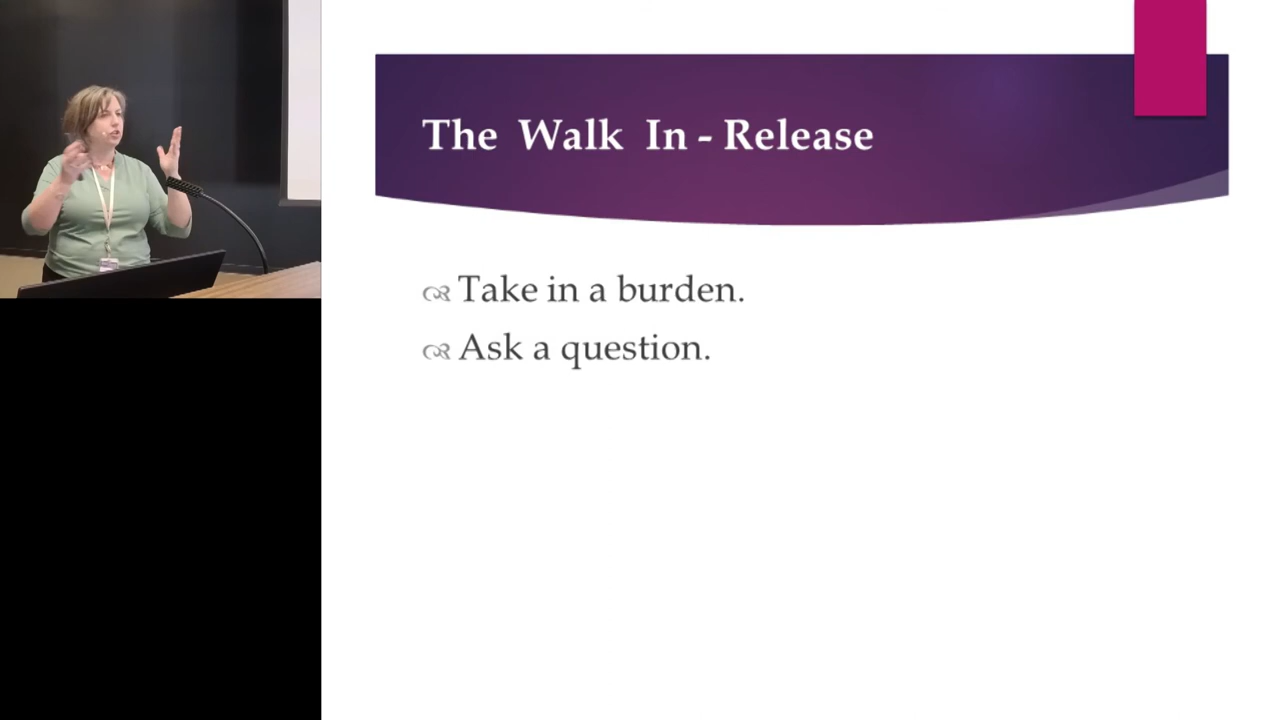 The Walk In - Release
Take in a burden.
Ask a question.